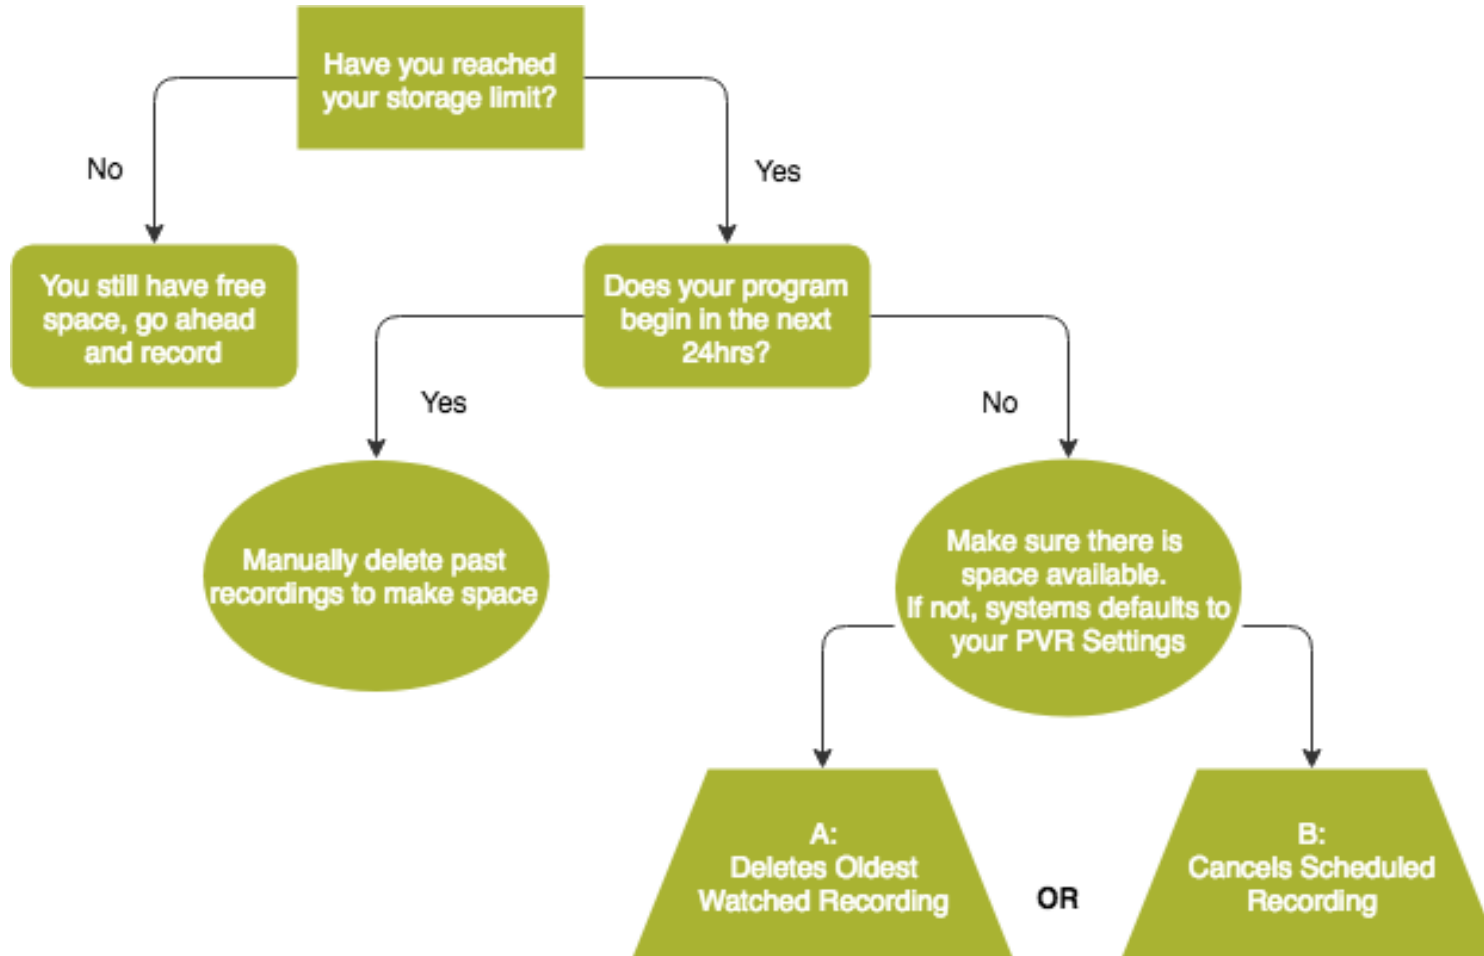 Have you reached
your storage limit?
No
Yes
You still have free
space, go ahead
and record
Does your program
begin in the next
24hrs?
Yes
No
Manually delete past
recordings to make space
Make sure there is
space available.
If not, systems defaults to
your PVR Settings
A:
Deletes Oldest
Watched Recording
OR
B:
Cancels Scheduled
Recording